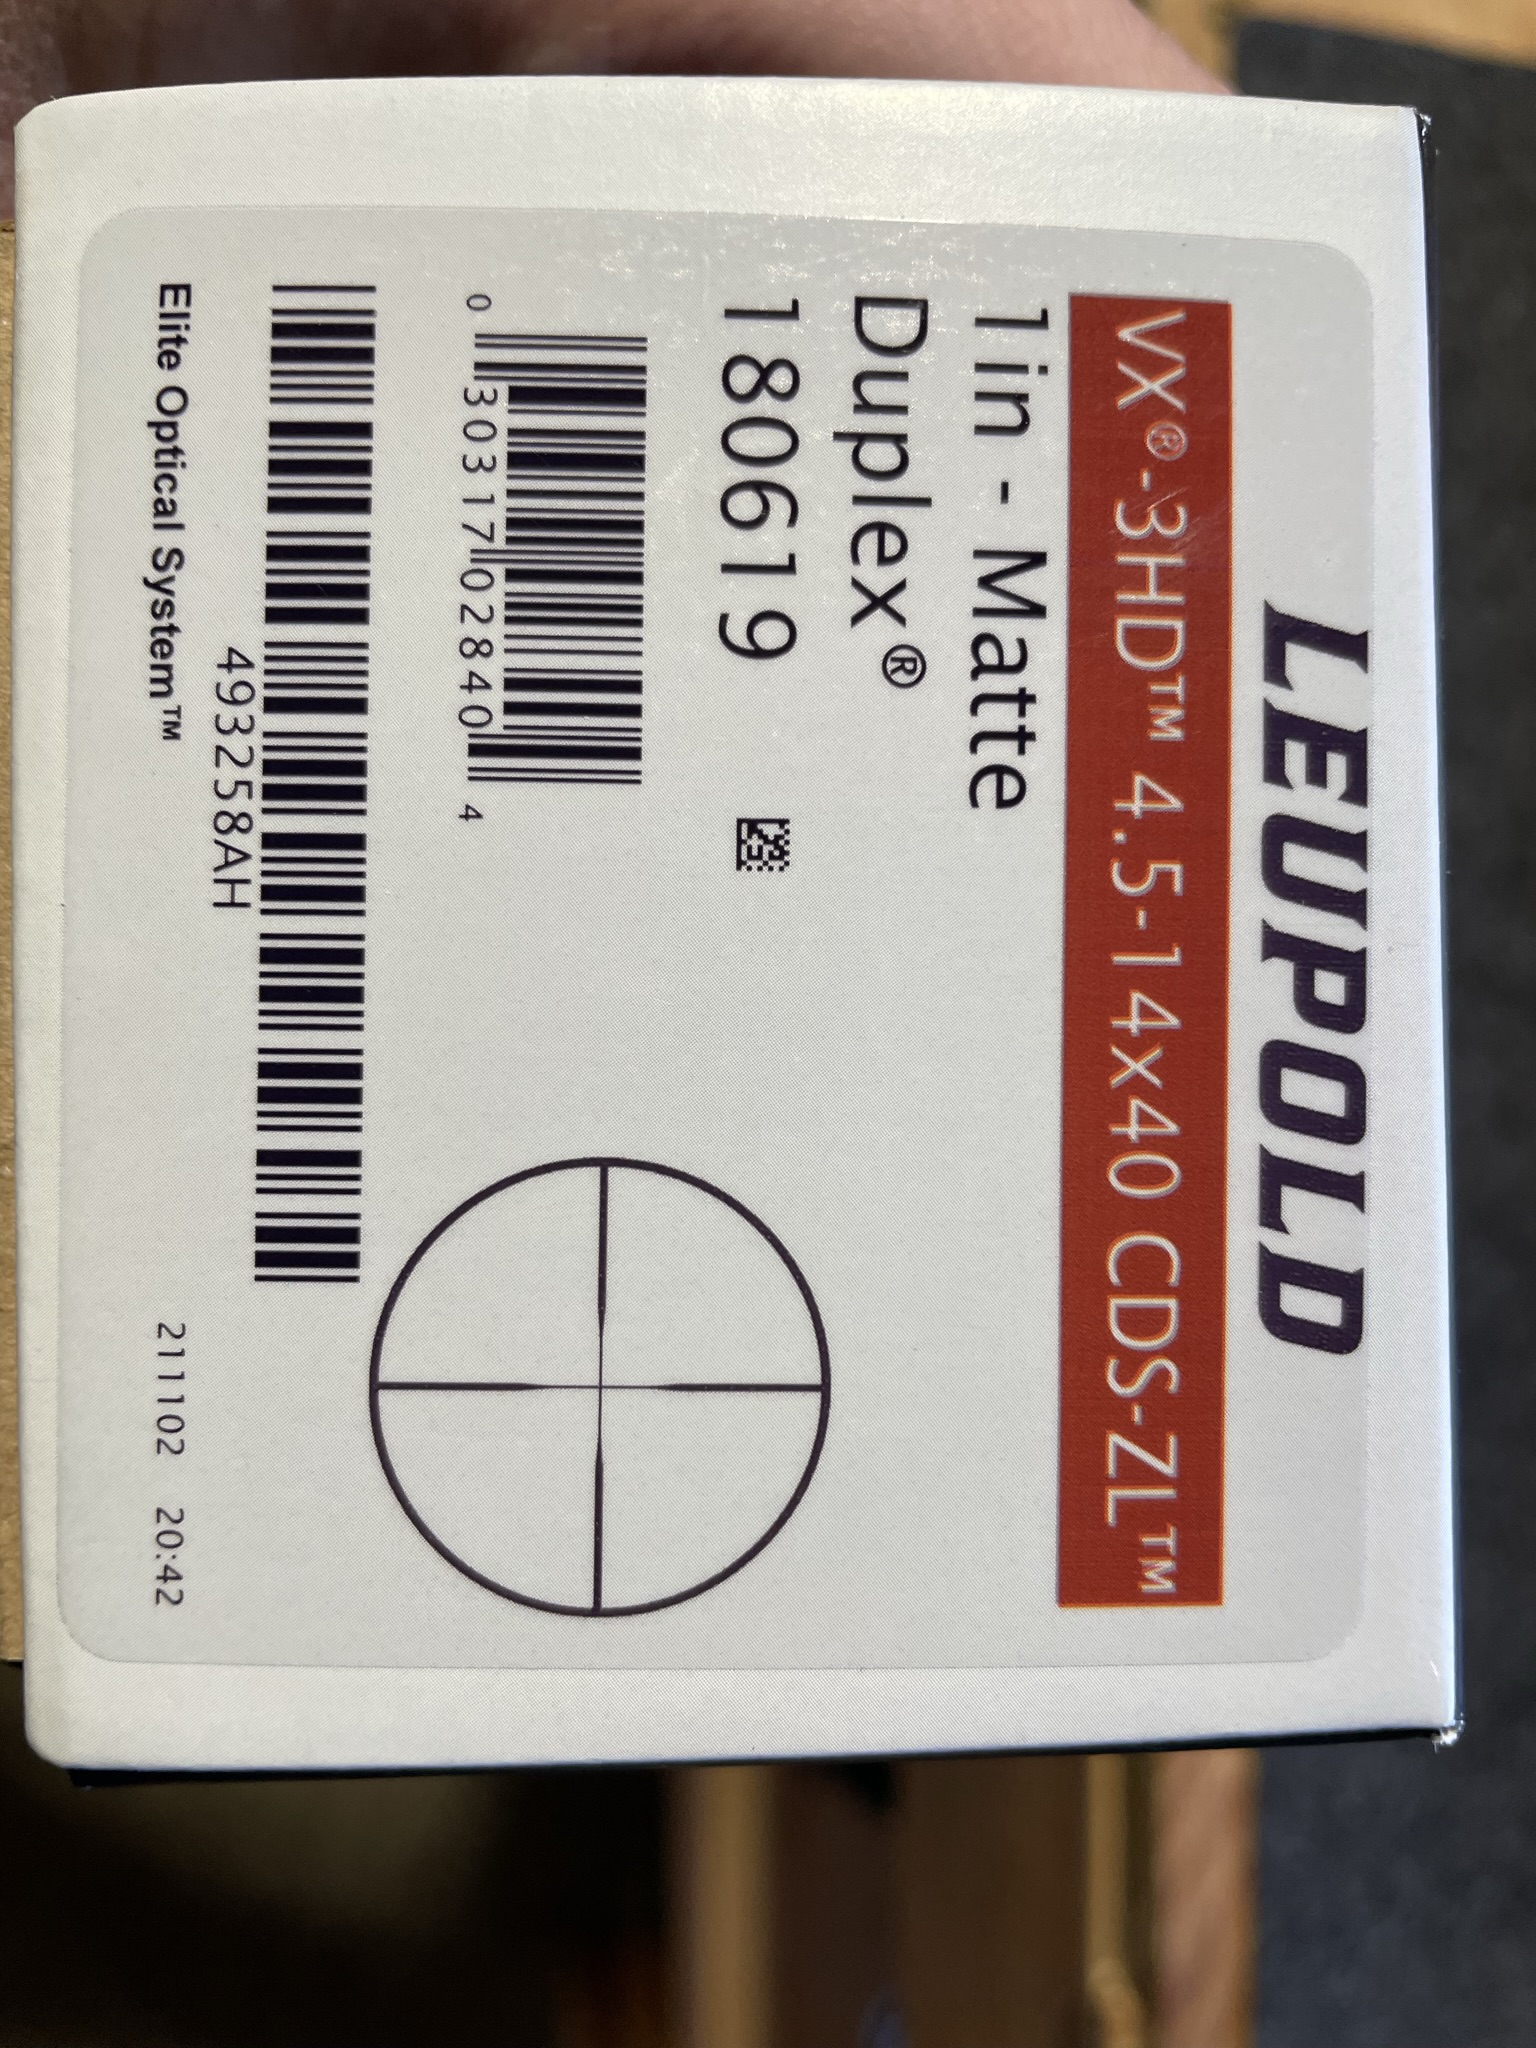 LEUPOLD
VX®-3HD™ 4.5-14x40 CDS-ZL™
1in - Matte
Duplex®
180619
0 30317 02840 4
493258AH
Elite Optical System™
211102 20:42